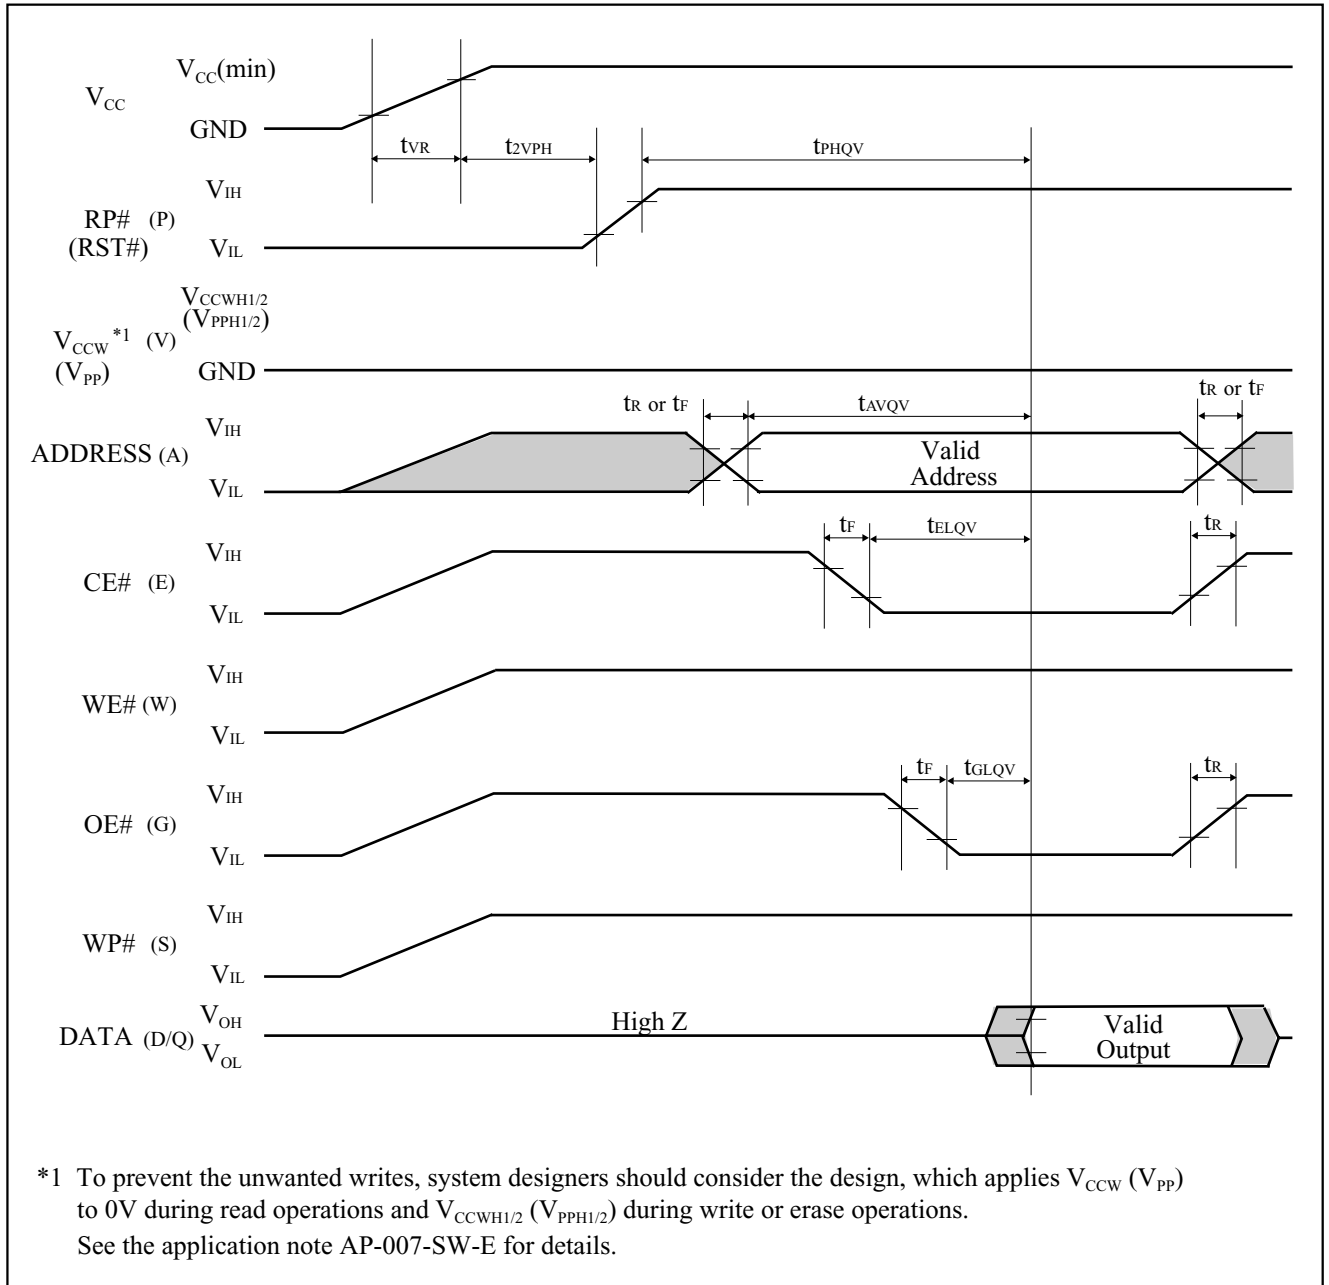 VCC(min)
VCC
GND
tVR
t2VPH
tPHQV
VIH
RP# (P)
(RST#)
VIL
VCCWH1/2
(VPPH1/2)
VCCW *1 (V)
(VPP)
GND
tR or tF
tAVQV
tR or tF
VIH
ADDRESS (A)
Valid
Address
VIL
tF
tELQV
tR
VIH
CE# (E)
VIL
VIH
WE# (W)
VIL
tF
tGLQV
tR
VIH
OE# (G)
VIL
VIH
WP# (S)
VIL
VOH
High Z
Valid
DATA (D/Q)
Output
VOL
*1 To prevent the unwanted writes, system designers should consider the design, which applies VCCW (VPP)
to 0V during read operations and VCCWH1/2 (VPPH1/2) during write or erase operations.
See the application note AP-007-SW-E for details.